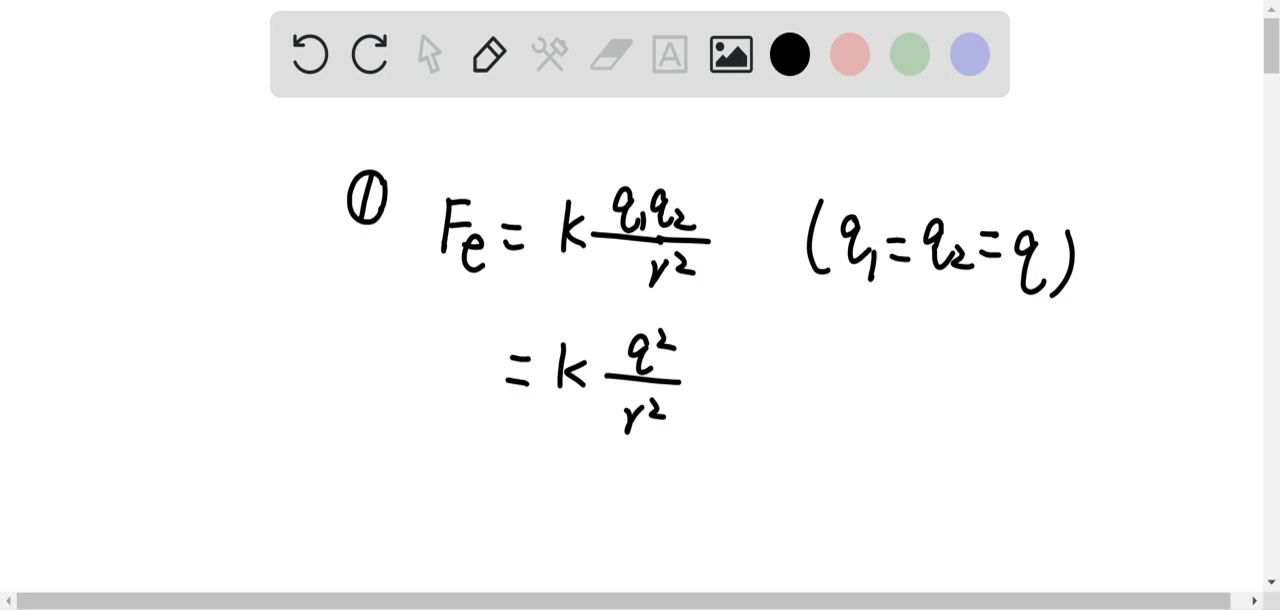 ① Fe = k q₁q₂ / r² (q₁ = q₂ = q)
= k q² / r²